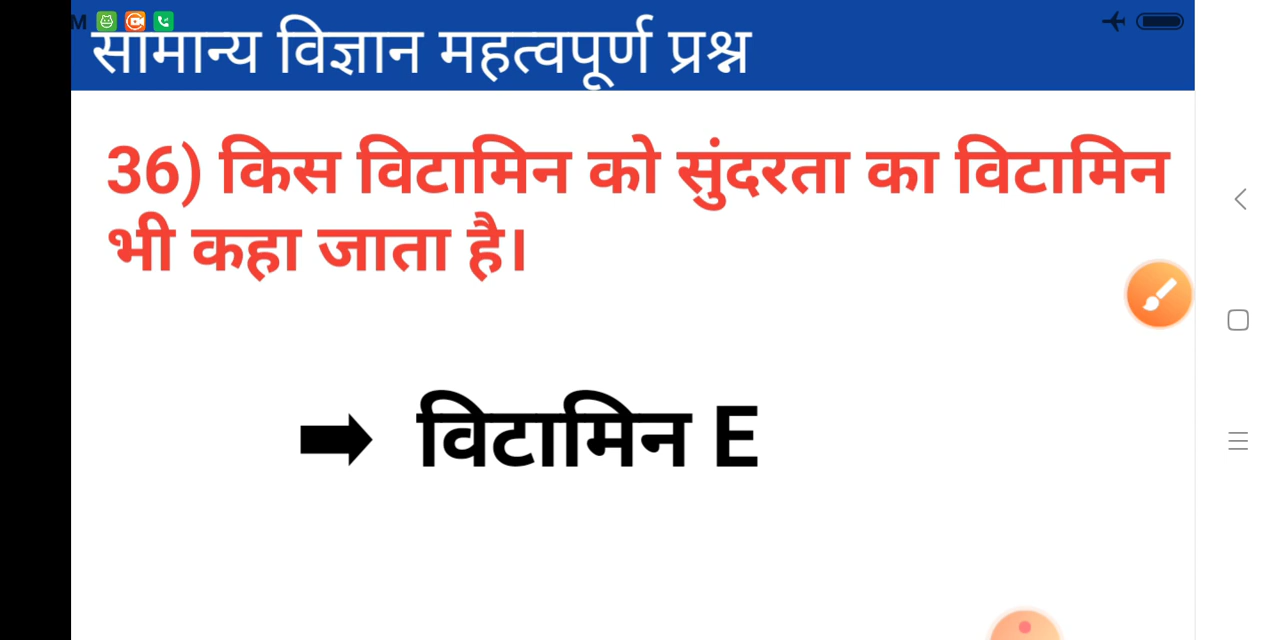 M
सामान्य विज्ञान महत्वपूर्ण प्रश्न
36) किस विटामिन को सुंदरता का विटामिन
भी कहा जाता है।
➡ विटामिन E